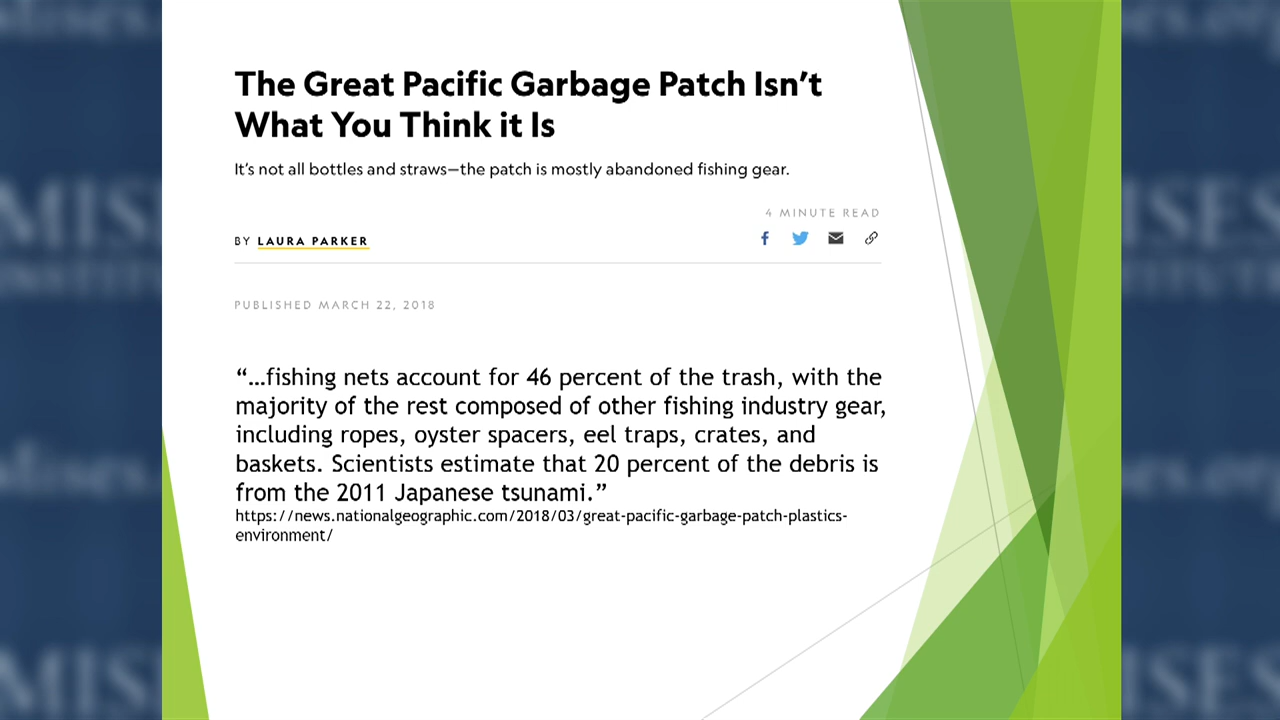 The Great Pacific Garbage Patch Isn’t
What You Think it Is
It’s not all bottles and straws—the patch is mostly abandoned fishing gear.
4 MINUTE READ
BY LAURA PARKER
PUBLISHED MARCH 22, 2018
“…fishing nets account for 46 percent of the trash, with the
majority of the rest composed of other fishing industry gear,
including ropes, oyster spacers, eel traps, crates, and
baskets. Scientists estimate that 20 percent of the debris is
from the 2011 Japanese tsunami.”
https://news.nationalgeographic.com/2018/03/great-pacific-garbage-patch-plastics-
environment/